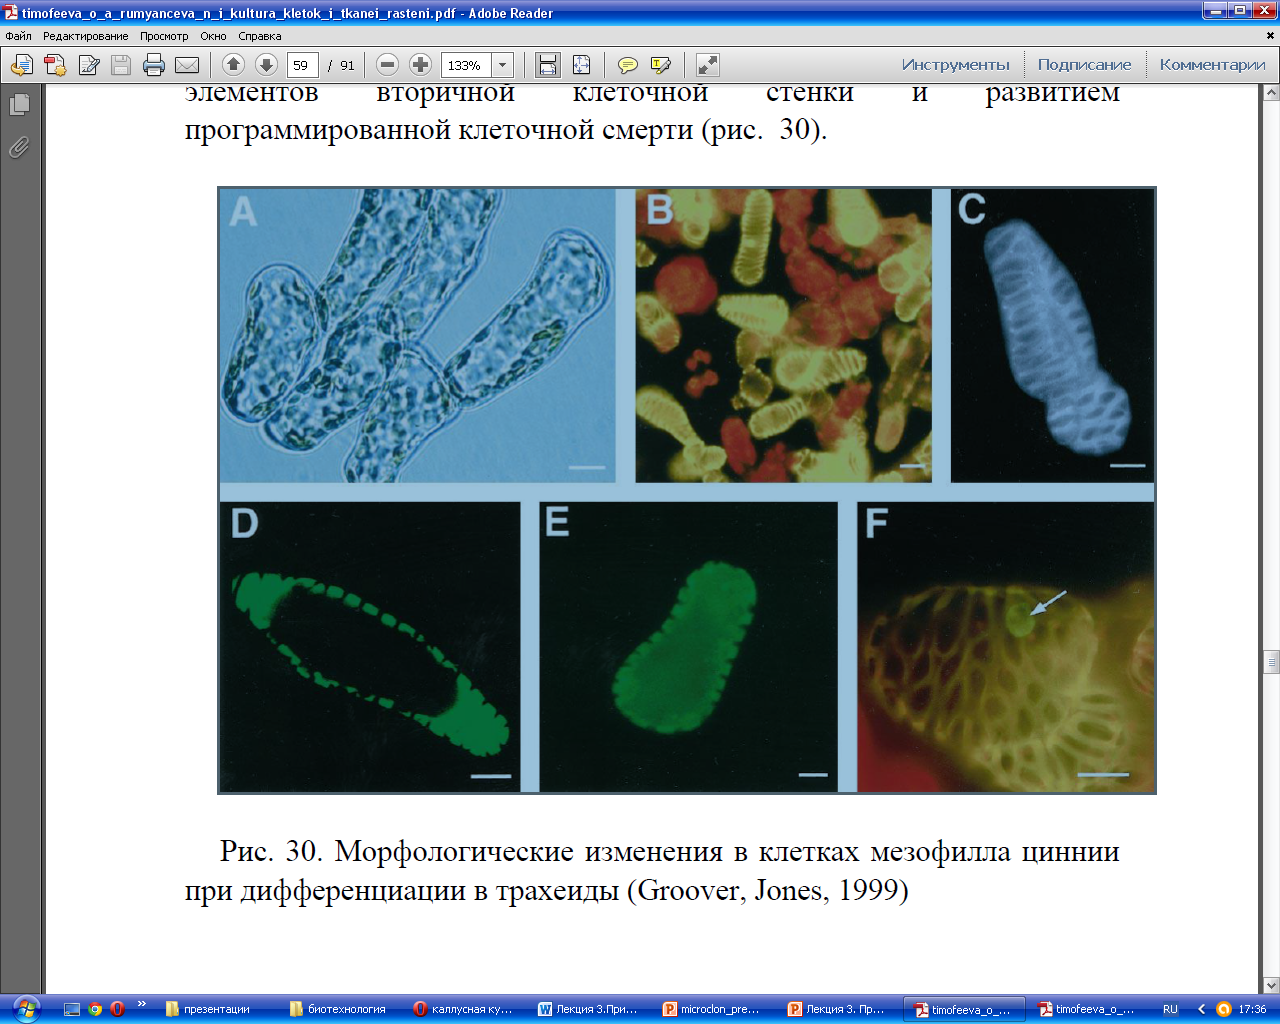 timofeeva_o_a_rumyanceva_n_i_kultura_kletok_i_tkanei_rasteni.pdf - Adobe Reader
Файл Редактирование Просмотр Окно Справка
59 / 91 133% Инструменты Подписание Комментарии
элементов вторичной клеточной стенки и развитием
программированной клеточной смерти (рис. 30).
A B C
D E F
Рис. 30. Морфологические изменения в клетках мезофилла циннии
при дифференциации в трахеиды (Groover, Jones, 1999)
презентации биотехнология каллусная ку... Лекция 3.При... microclon_pre... Лекция 3. Пр... timofeeva_o_... timofeeva_o_... RU 17:36